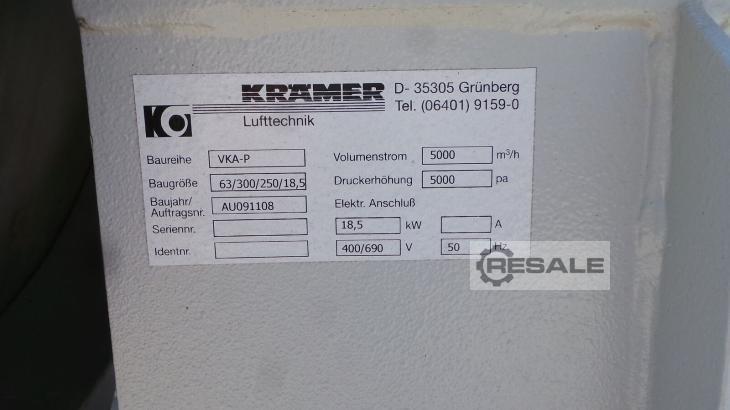 KRÄMER
Lufttechnik
D- 35305 Grünberg
Tel. (06401) 9159-0
KO
Baureihe VKA-P
Baugröße 63/300/250/18,5
Baujahr/
Auftragsnr. AU091108
Seriennr.
Identnr.
Volumenstrom 5000 m³/h
Druckerhöhung 5000 pa
Elektr. Anschluß
18,5 kW A
400/690 V 50 Hz
RESALE